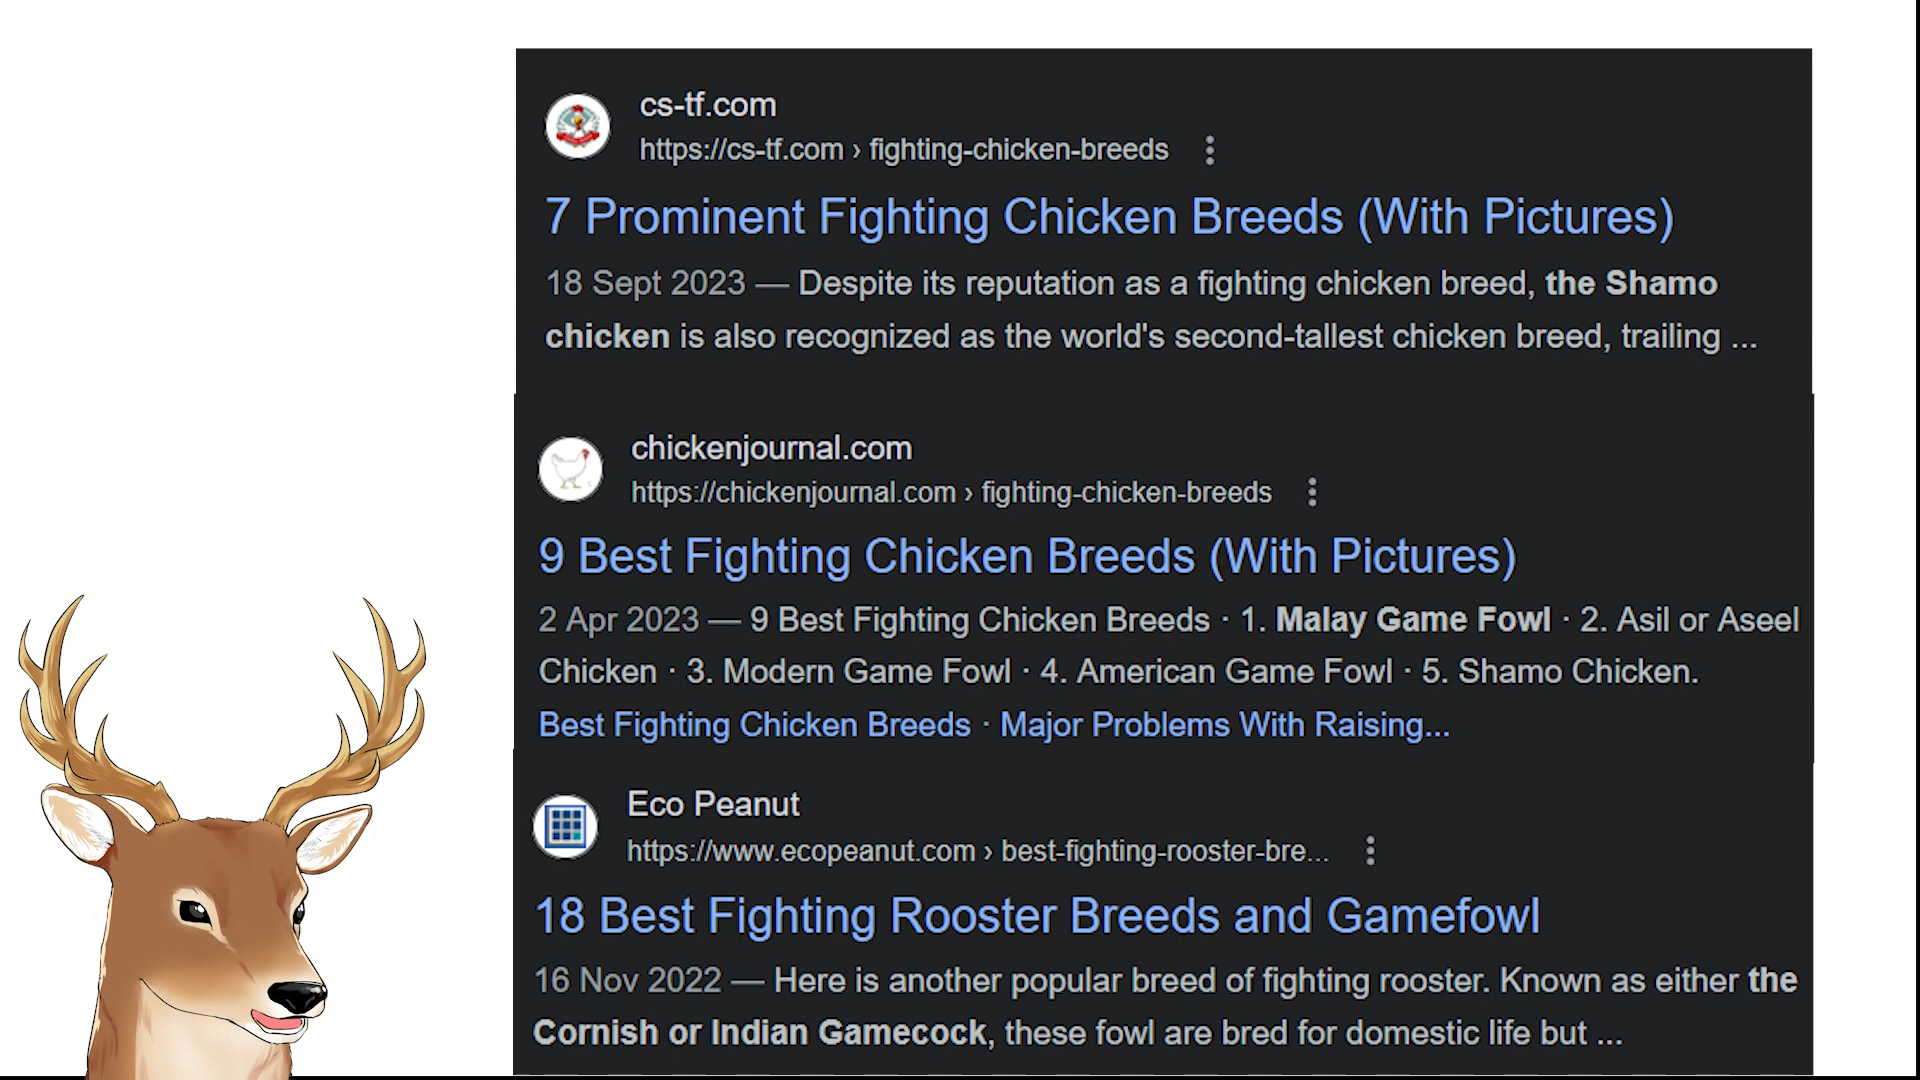 cs-tf.com
https://cs-tf.com › fighting-chicken-breeds
7 Prominent Fighting Chicken Breeds (With Pictures)
18 Sept 2023 — Despite its reputation as a fighting chicken breed, the Shamo
chicken is also recognized as the world's second-tallest chicken breed, trailing ...
chickenjournal.com
https://chickenjournal.com › fighting-chicken-breeds
9 Best Fighting Chicken Breeds (With Pictures)
2 Apr 2023 — 9 Best Fighting Chicken Breeds · 1. Malay Game Fowl · 2. Asil or Aseel
Chicken · 3. Modern Game Fowl · 4. American Game Fowl · 5. Shamo Chicken.
Best Fighting Chicken Breeds · Major Problems With Raising...
Eco Peanut
https://www.ecopeanut.com › best-fighting-rooster-bre...
18 Best Fighting Rooster Breeds and Gamefowl
16 Nov 2022 — Here is another popular breed of fighting rooster. Known as either the
Cornish or Indian Gamecock, these fowl are bred for domestic life but ...